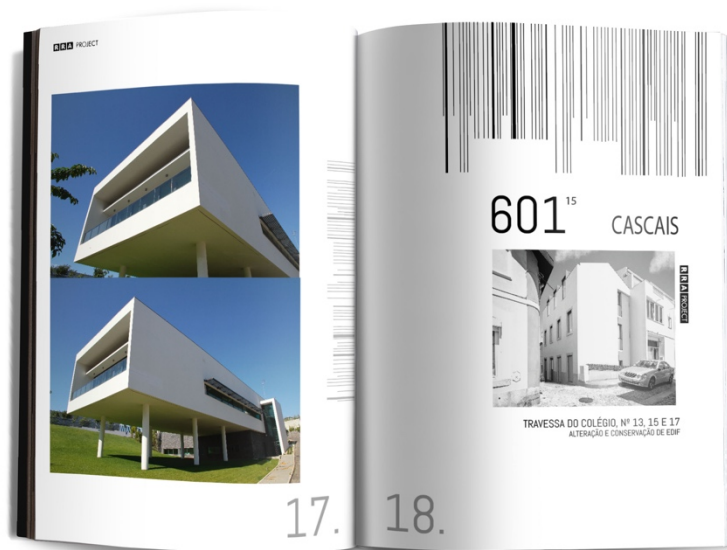 RRA PROJECT
17.
601 15
CASCAIS
RRA PROJECT
TRAVESSA DO COLÉGIO, Nº 13, 15 E 17
ALTERAÇÃO E CONSERVAÇÃO DE EDIF
18.